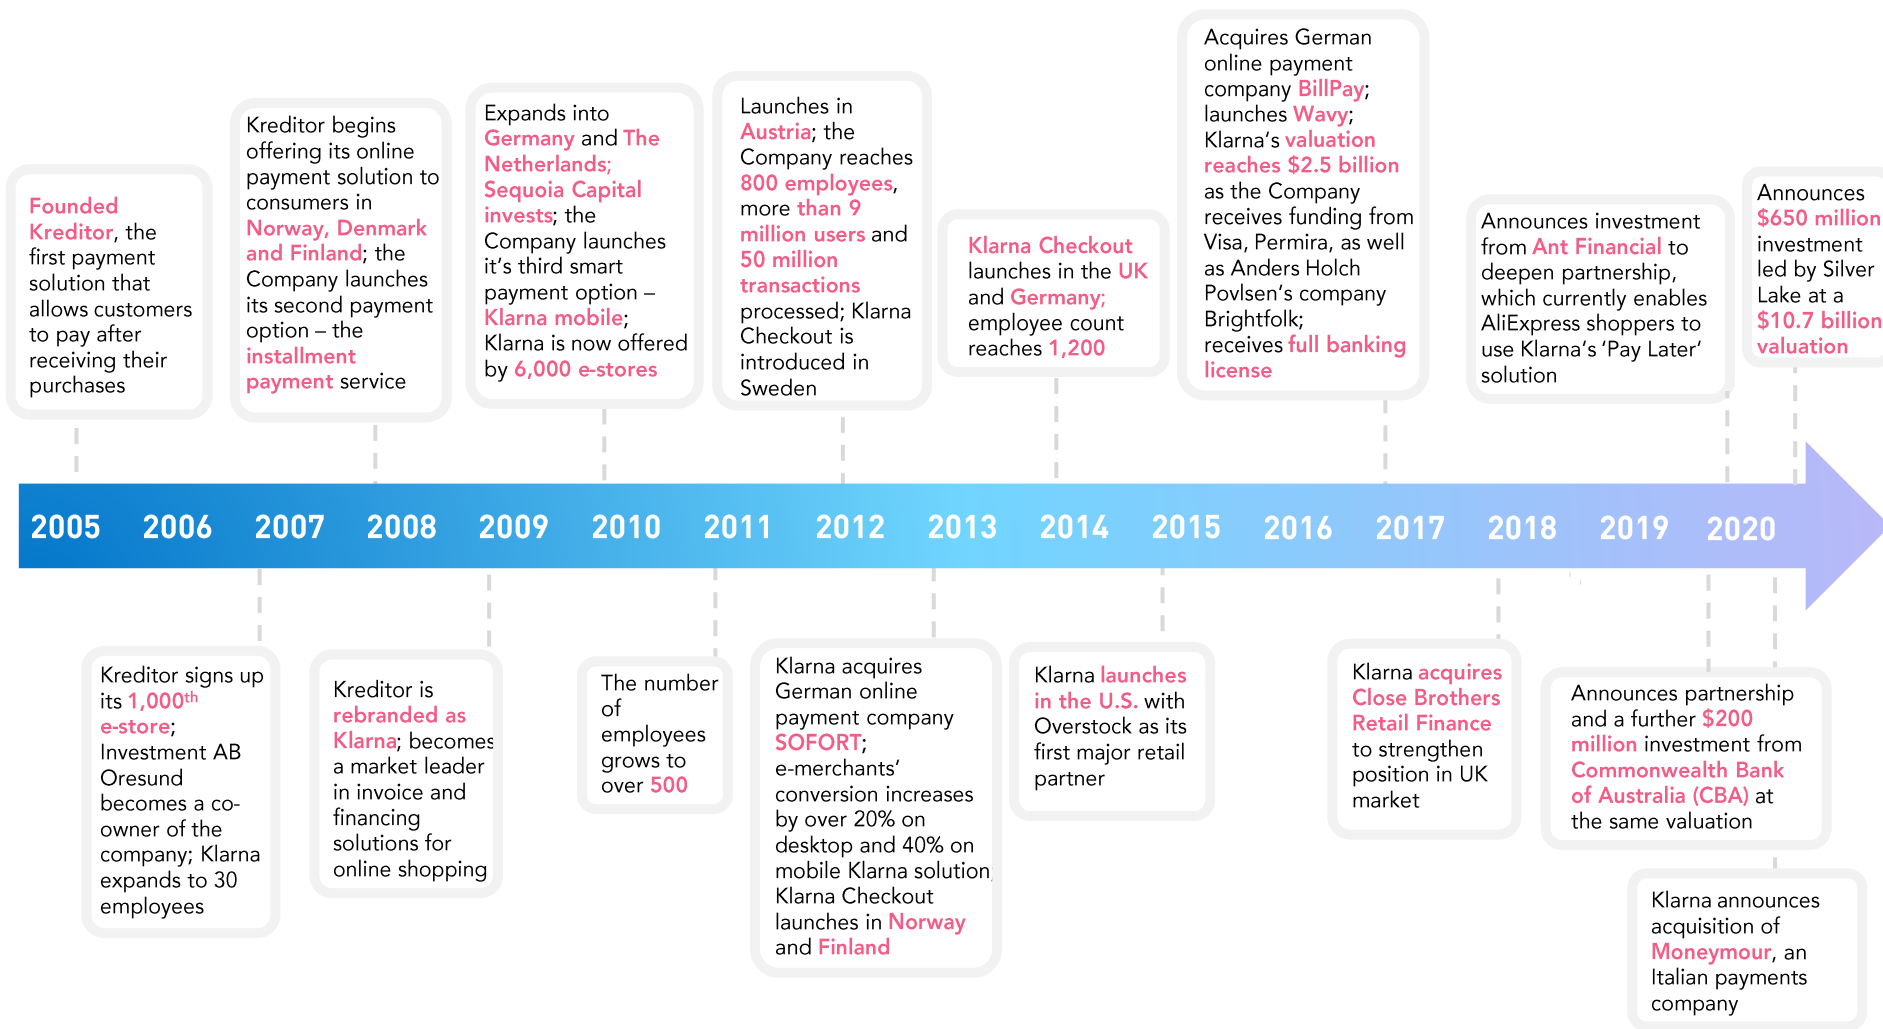 Founded
Kreditor, the
first payment
solution that
allows customers
to pay after
receiving their
purchases
Kreditor begins
offering its online
payment solution to
consumers in
Norway, Denmark
and Finland; the
Company launches
its second payment
option – the
installment
payment service
Expands into
Germany and The
Netherlands;
Sequoia Capital
invests; the
Company launches
it's third smart
payment option –
Klarna mobile;
Klarna is now offered
by 6,000 e-stores
Launches in
Austria; the
Company reaches
800 employees,
more than 9
million users and
50 million
transactions
processed; Klarna
Checkout is
introduced in
Sweden
Klarna Checkout
launches in the UK
and Germany;
employee count
reaches 1,200
Acquires German
online payment
company BillPay;
launches Wavy;
Klarna‘s valuation
reaches $2.5 billion
as the Company
receives funding from
Visa, Permira, as well
as Anders Holch
Povlsen's company
Brightfolk;
receives full banking
license
Announces investment
from Ant Financial to
deepen partnership,
which currently enables
AliExpress shoppers to
use Klarna's ‘Pay Later’
solution
Announces
$650 million
investment
led by Silver
Lake at a
$10.7 billion
valuation
2005 2006 2007 2008 2009 2010 2011 2012 2013 2014 2015 2016 2017 2018 2019 2020
Kreditor signs up
its 1,000th
e-store;
Investment AB
Oresund
becomes a co-
owner of the
company; Klarna
expands to 30
employees
Kreditor is
rebranded as
Klarna; becomes
a market leader
in invoice and
financing
solutions for
online shopping
The number
of
employees
grows to
over 500
Klarna acquires
German online
payment company
SOFORT;
e-merchants‘
conversion increases
by over 20% on
desktop and 40% on
mobile Klarna solution,
Klarna Checkout
launches in Norway
and Finland
Klarna launches
in the U.S. with
Overstock as its
first major retail
partner
Klarna acquires
Close Brothers
Retail Finance
to strengthen
position in UK
market
Announces partnership
and a further $200
million investment from
Commonwealth Bank
of Australia (CBA) at
the same valuation
Klarna announces
acquisition of
Moneymour, an
Italian payments
company